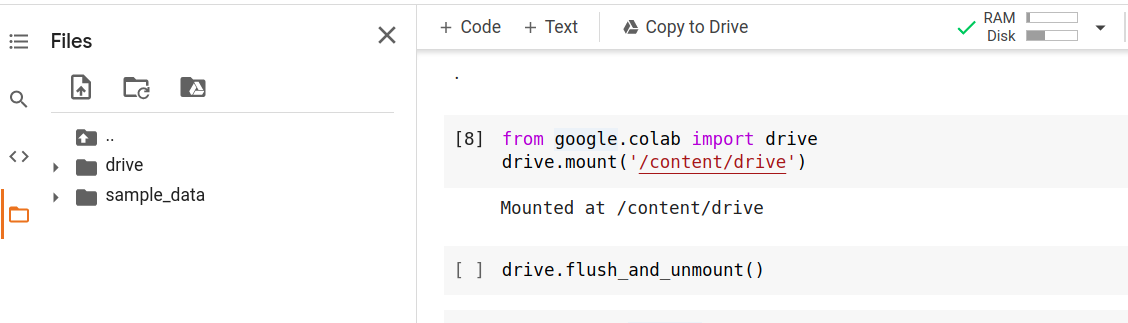 Files
+ Code + Text Copy to Drive
RAM
Disk
..
drive
sample_data
.
[8] from google.colab import drive
drive.mount('/content/drive')
Mounted at /content/drive
[ ] drive.flush_and_unmount()